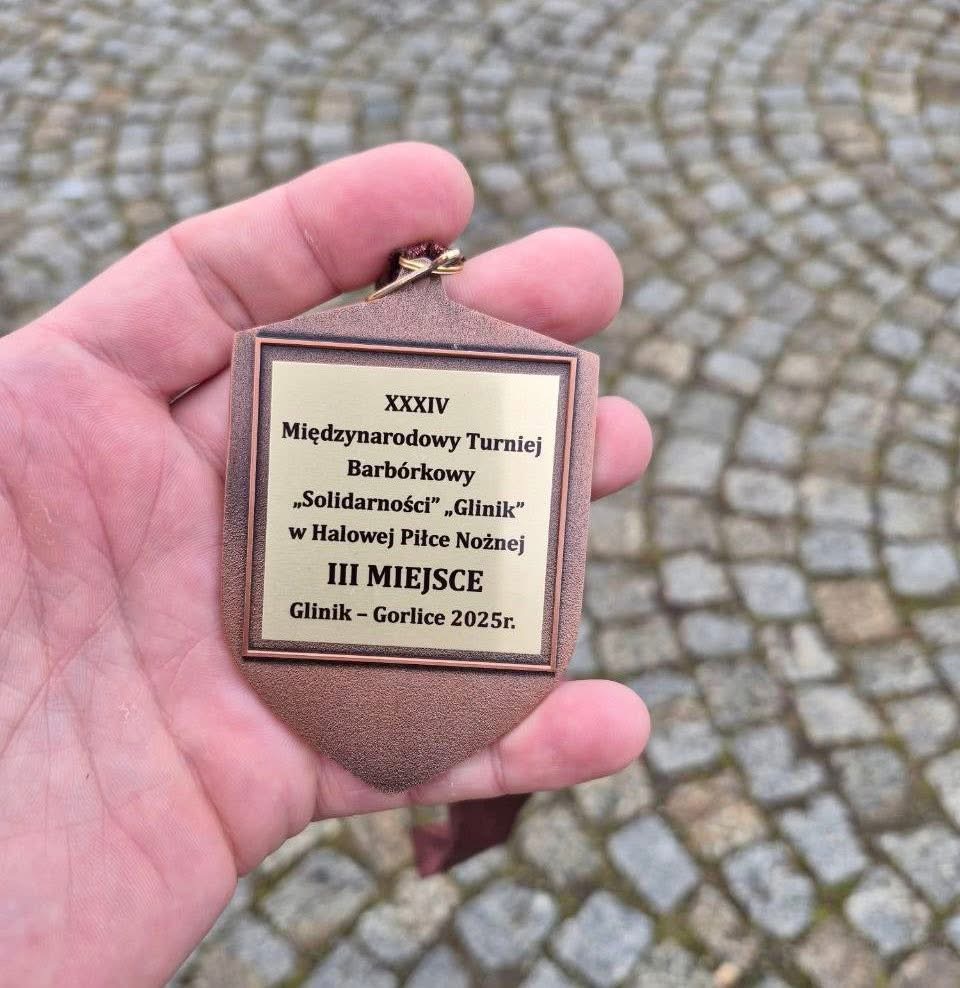 XXXIV
Międzynarodowy Turniej
Barbórkowy
„Solidarności” „Glinik”
w Halowej Piłce Nożnej
III MIEJSCE
Glinik – Gorlice 2025r.